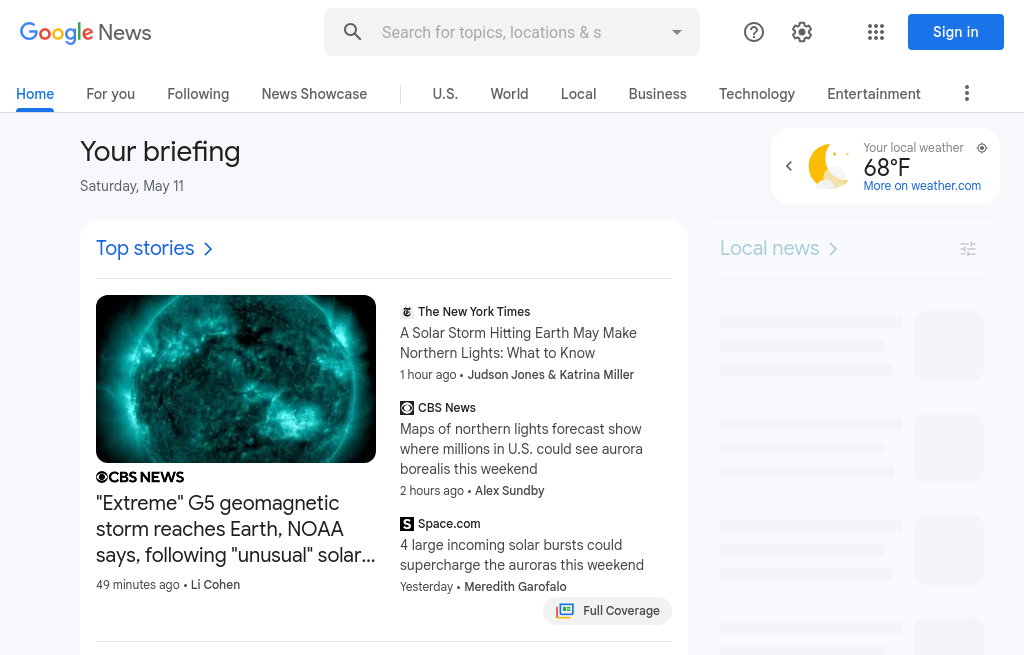 Google News
Search for topics, locations & s
Sign in
Home
For you
Following
News Showcase
U.S.
World
Local
Business
Technology
Entertainment
Your briefing
Saturday, May 11
Your local weather
68°F
More on weather.com
Top stories
Local news
CBS NEWS
"Extreme" G5 geomagnetic
storm reaches Earth, NOAA
says, following "unusual" solar...
49 minutes ago • Li Cohen
The New York Times
A Solar Storm Hitting Earth May Make
Northern Lights: What to Know
1 hour ago • Judson Jones & Katrina Miller
CBS News
Maps of northern lights forecast show
where millions in U.S. could see aurora
borealis this weekend
2 hours ago • Alex Sundby
Space.com
4 large incoming solar bursts could
supercharge the auroras this weekend
Yesterday • Meredith Garofalo
Full Coverage